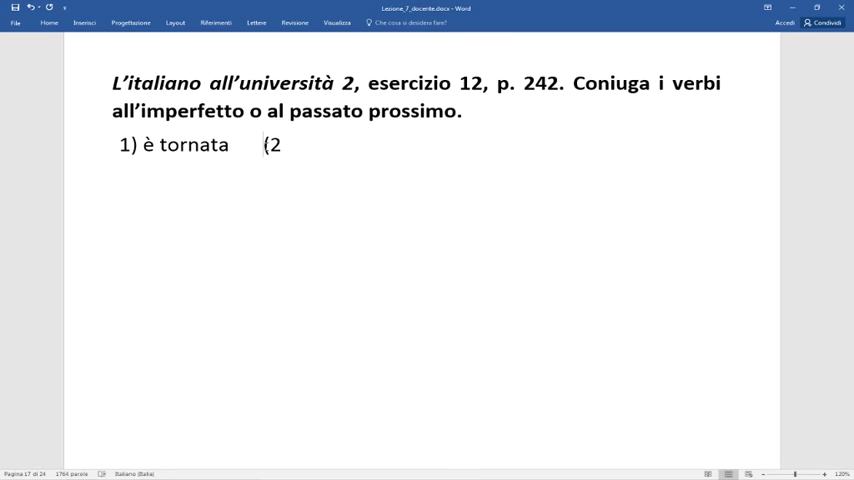 Lezione_7_docente.docx - Word
File Home Inserisci Progettazione Layout Riferimenti Lettere Revisione Visualizza Che cosa si desidera fare? Accedi Condividi
L’italiano all’università 2, esercizio 12, p. 242. Coniuga i verbi
all’imperfetto o al passato prossimo.
1) è tornata (2
Pagina 17 di 24 1764 parole Italiano (Italia) 120%